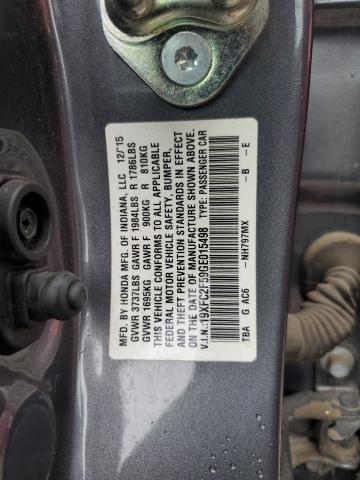 MFD. BY HONDA MFG. OF INDIANA, LLC 12/'15
GVWR 3737LBS GAWR F 1984LBS R 1786LBS
GVWR 1695KG GAWR F 900KG R 810KG
THIS VEHICLE CONFORMS TO ALL APPLICABLE
FEDERAL MOTOR VEHICLE SAFETY, BUMPER,
AND THEFT PREVENTION STANDARDS IN EFFECT
ON THE DATE OF MANUFACTURE SHOWN ABOVE.
V.I.N.:19XFC2F59GE015498 TYPE: PASSENGER CAR
TBA G AC6 - NH797MX - B - E